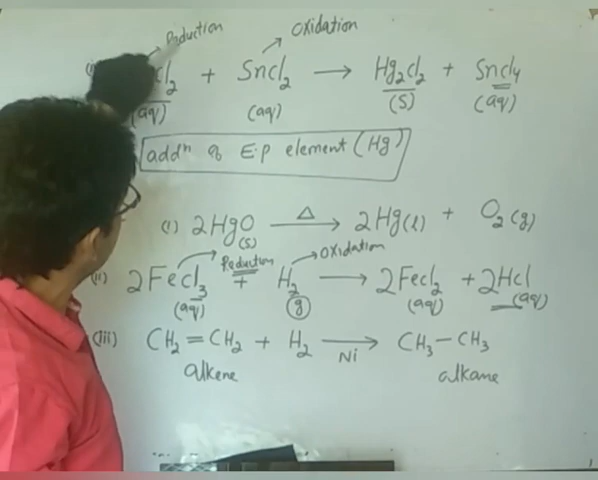 Reduction Oxidation
Cl₂ + SnCl₂ → Hg₂Cl₂ + SnCl₄
(aq) (aq) (S) (aq)
addⁿ of E.P element (Hg)
(i) 2HgO (s) —Δ→ 2Hg(l) + O₂(g)
Reduction Oxidation
(ii) 2FeCl₃ + H₂ → 2FeCl₂ + 2HCl
(aq) (g) (aq) (aq)
(iii) CH₂=CH₂ + H₂ —Ni→ CH₃−CH₃
alkene alkane